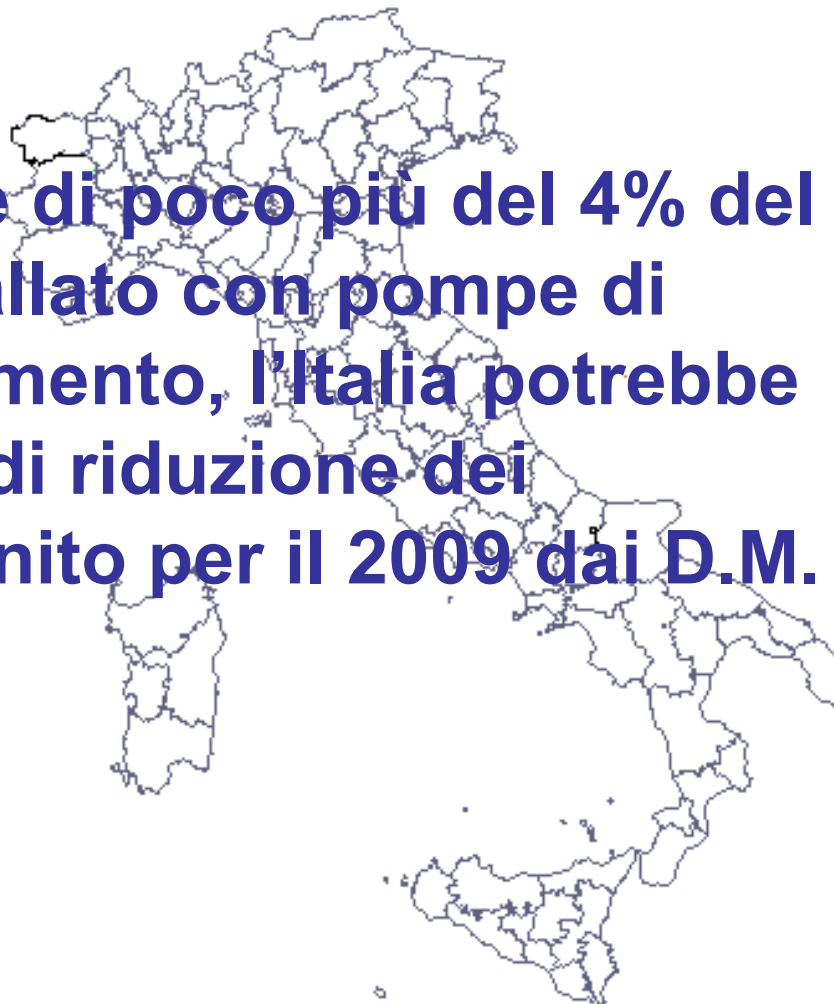 e di poco più del 4% del
allato con pompe di
mento, l'Italia potrebbe
di riduzione dei
nito per il 2009 dai D.M.